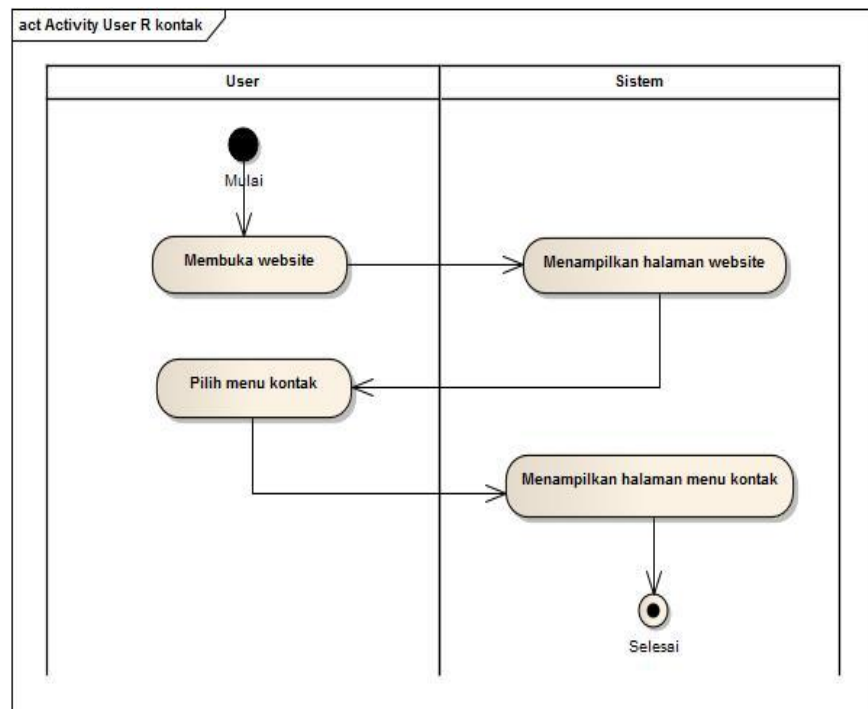 act Activity User R kontak
User
Sistem
Mulai
Membuka website
Menampilkan halaman website
Pilih menu kontak
Menampilkan halaman menu kontak
Selesai